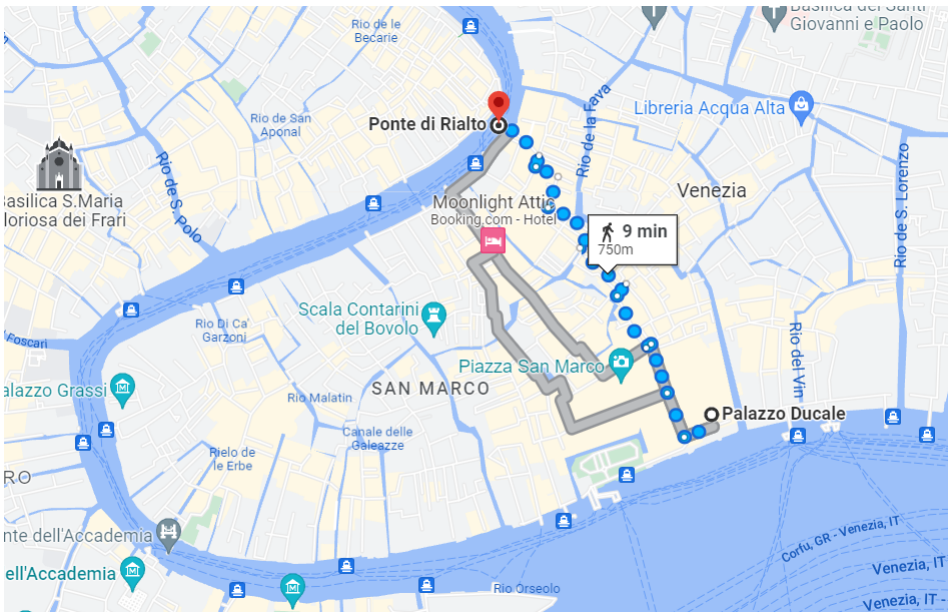 Basilica dei Santi
Giovanni e Paolo
Rio de le
Becarie
Libreria Acqua Alta
Rio de la Fava
Ponte di Rialto
Rio de San
Aponal
Rio de S. Polo
Rio de S. Lorenzo
Venezia
Basilica S.Maria
Gloriosa dei Frari
Moonlight Attic
Booking.com - Hotel
9 min
750m
Scala Contarini
del Bovolo
Rio Di Ca'
Garzoni
Foscari
Rio del Vin
Piazza San Marco
alazzo Grassi
SAN MARCO
Rio Malatin
Palazzo Ducale
Canale delle
Galeazze
Rielo de
le Erbe
RO
nte dell'Accademia
Corfu, GR - Venezia, IT
ell'Accademia
Venezia, IT
Rio Orseolo
Venezia, IT -